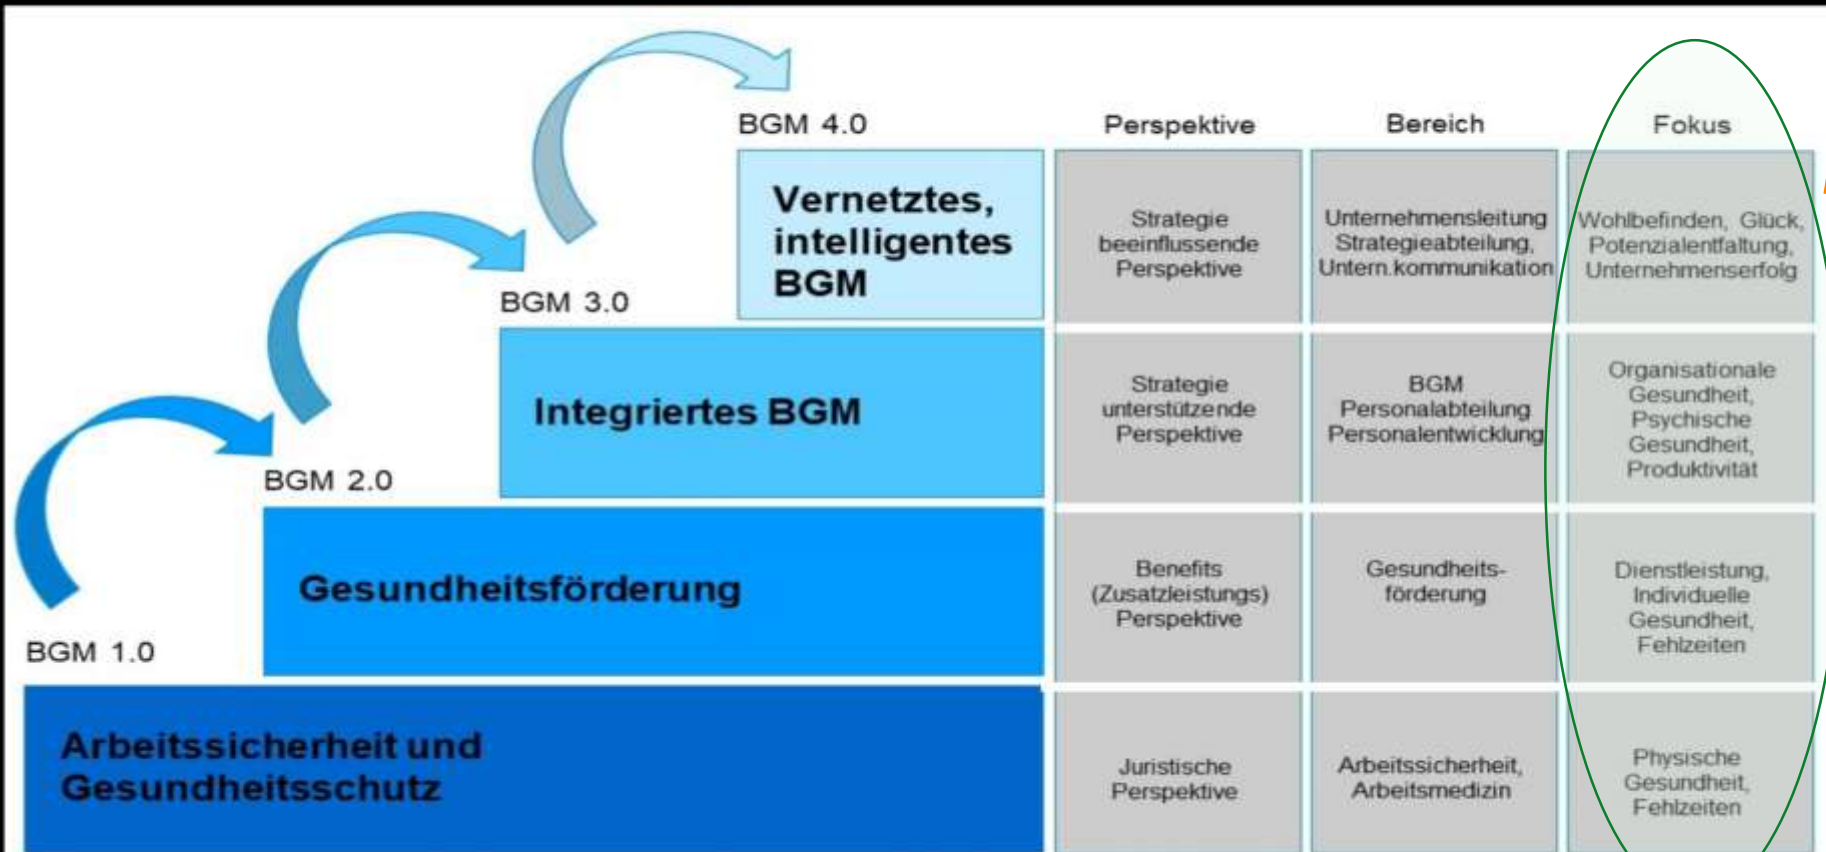 BGM 4.0
Perspektive
Bereich
Fokus
Vernetztes,
intelligentes
BGM
Strategie
beeinflussende
Perspektive
Unternehmensleitung
Strategieabteilung,
Untern.kommunikation
Wohlbefinden, Glück,
Potenzialentfaltung,
Unternehmenserfolg
BGM 3.0
Integriertes BGM
Strategie
unterstützende
Perspektive
BGM
Personalabteilung
Personalentwicklung
Organisationale
Gesundheit,
Psychische
Gesundheit,
Produktivität
BGM 2.0
Gesundheitsförderung
Benefits
(Zusatzleistungs)
Perspektive
Gesundheits-
förderung
Dienstleistung,
Individuelle
Gesundheit,
Fehlzeiten
BGM 1.0
Arbeitssicherheit und
Gesundheitsschutz
Juristische
Perspektive
Arbeitssicherheit,
Arbeitsmedizin
Physische
Gesundheit,
Fehlzeiten